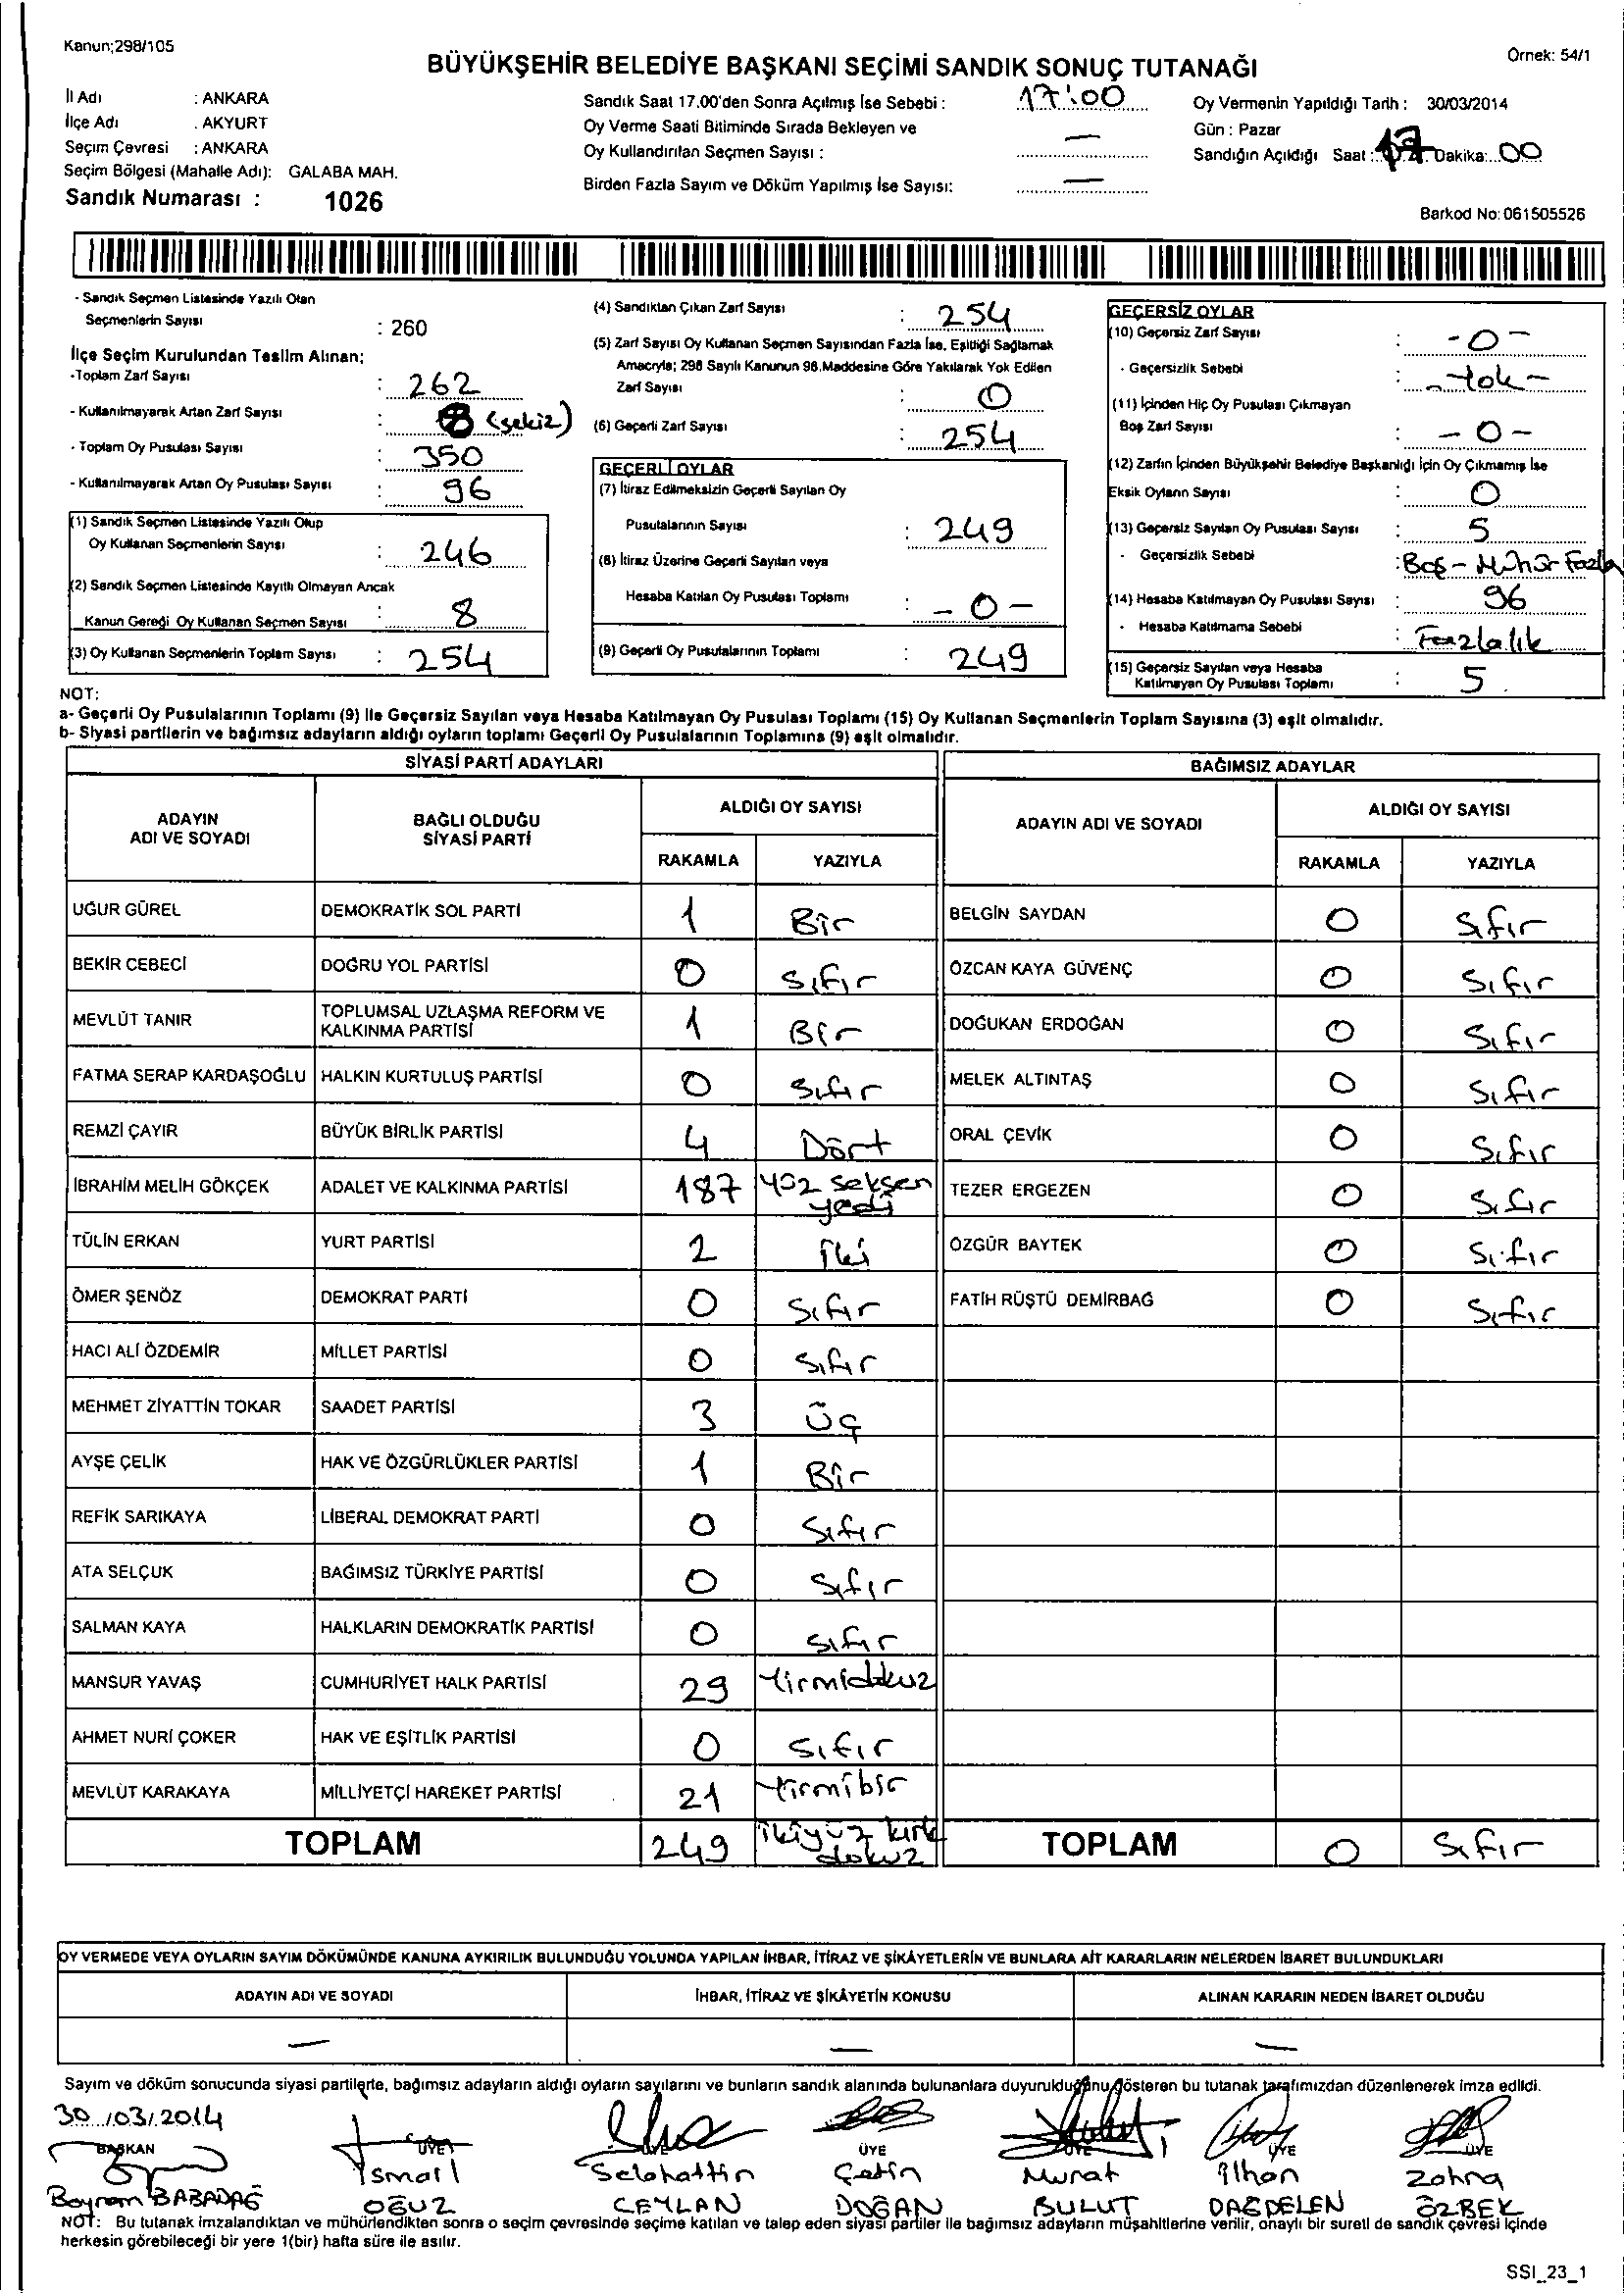 Kanun;298/105
Örnek: 54/1
BÜYÜKŞEHİR BELEDİYE BAŞKANI SEÇİMİ SANDIK SONUÇ TUTANAĞI
İl Adı : ANKARA
İlçe Adı : AKYURT
Seçim Çevresi : ANKARA
Seçim Bölgesi (Mahalle Adı): GALABA MAH.
Sandık Numarası : 1026
Sandık Saat 17.00'den Sonra Açılmış İse Sebebi : 17:00
Oy Verme Saati Bitiminde Sırada Bekleyen ve
Oy Kullandırılan Seçmen Sayısı : —
Birden Fazla Sayım ve Döküm Yapılmış İse Sayısı: —
Oy Vermenin Yapıldığı Tarih : 30/03/2014
Gün : Pazar
Sandığın Açıldığı Saat : 17 Dakika: 00
Barkod No: 061505526
- Sandık Seçmen Listesinde Yazılı Olan
Seçmenlerin Sayısı : 260
İlçe Seçim Kurulundan Teslim Alınan;
-Toplam Zarf Sayısı : 262
- Kullanılmayarak Artan Zarf Sayısı : 8 (sekiz)
- Toplam Oy Pusulası Sayısı : 350
- Kullanılmayarak Artan Oy Pusulası Sayısı : 96
(1) Sandık Seçmen Listesinde Yazılı Olup
Oy Kullanan Seçmenlerin Sayısı : 246
(2) Sandık Seçmen Listesinde Kayıtlı Olmayan Ancak
Kanun Gereği Oy Kullanan Seçmen Sayısı : 8
(3) Oy Kullanan Seçmenlerin Toplam Sayısı : 254
(4) Sandıktan Çıkan Zarf Sayısı : 254
(5) Zarf Sayısı Oy Kullanan Seçmen Sayısından Fazla İse, Eşitliği Sağlamak
Amacıyla; 298 Sayılı Kanunun 98.Maddesine Göre Yakılarak Yok Edilen
Zarf Sayısı : 0
(6) Geçerli Zarf Sayısı : 254
GEÇERLİ OYLAR
(7) İtiraz Edilmeksizin Geçerli Sayılan Oy
Pusulalarının Sayısı : 249
(8) İtiraz Üzerine Geçerli Sayılan veya
Hesaba Katılan Oy Pusulası Toplamı : - 0 -
(9) Geçerli Oy Pusulalarının Toplamı : 249
GEÇERSİZ OYLAR
(10) Geçersiz Zarf Sayısı : - 0 -
- Geçersizlik Sebebi : - Yok -
(11) İçinden Hiç Oy Pusulası Çıkmayan
Boş Zarf Sayısı : - 0 -
(12) Zarfın İçinden Büyükşehir Belediye Başkanlığı İçin Oy Çıkmamış İse
Eksik Oyların Sayısı : 0
(13) Geçersiz Sayılan Oy Pusulası Sayısı : 5
- Geçersizlik Sebebi : Boş - Mühür Fazla
(14) Hesaba Katılmayan Oy Pusulası Sayısı : 96
- Hesaba Katılmama Sebebi : Fazlalık
(15) Geçersiz Sayılan veya Hesaba
Katılmayan Oy Pusulası Toplamı : 5
NOT:
a- Geçerli Oy Pusulalarının Toplamı (9) ile Geçersiz Sayılan veya Hesaba Katılmayan Oy Pusulası Toplamı (15) Oy Kullanan Seçmenlerin Toplam Sayısına (3) eşit olmalıdır.
b- Siyasi partilerin ve bağımsız adayların aldığı oyların toplamı Geçerli Oy Pusulalarının Toplamına (9) eşit olmalıdır.
SİYASİ PARTİ ADAYLARI
ADAYIN ADI VE SOYADI BAĞLI OLDUĞU SİYASİ PARTİ ALDIĞI OY SAYISI
RAKAMLA YAZIYLA
UĞUR GÜREL DEMOKRATİK SOL PARTİ 1 Bir
BEKİR CEBECİ DOĞRU YOL PARTİSİ 0 Sıfır
MEVLÜT TANIR TOPLUMSAL UZLAŞMA REFORM VE KALKINMA PARTİSİ 1 Bir
FATMA SERAP KARDAŞOĞLU HALKIN KURTULUŞ PARTİSİ 0 Sıfır
REMZİ ÇAYIR BÜYÜK BİRLİK PARTİSİ 4 Dört
İBRAHİM MELİH GÖKÇEK ADALET VE KALKINMA PARTİSİ 187 Yüz seksen yedi
TÜLİN ERKAN YURT PARTİSİ 2 İki
ÖMER ŞENÖZ DEMOKRAT PARTİ 0 Sıfır
HACI ALİ ÖZDEMİR MİLLET PARTİSİ 0 Sıfır
MEHMET ZİYATTİN TOKAR SAADET PARTİSİ 3 Üç
AYŞE ÇELİK HAK VE ÖZGÜRLÜKLER PARTİSİ 1 Bir
REFİK SARIKAYA LİBERAL DEMOKRAT PARTİ 0 Sıfır
ATA SELÇUK BAĞIMSIZ TÜRKİYE PARTİSİ 0 Sıfır
SALMAN KAYA HALKLARIN DEMOKRATİK PARTİSİ 0 Sıfır
MANSUR YAVAŞ CUMHURİYET HALK PARTİSİ 29 Yirmidokuz
AHMET NURİ ÇOKER HAK VE EŞİTLİK PARTİSİ 0 Sıfır
MEVLÜT KARAKAYA MİLLİYETÇİ HAREKET PARTİSİ 21 Yirmibir
TOPLAM 249 İkiyüz kırk dokuz
BAĞIMSIZ ADAYLAR
ADAYIN ADI VE SOYADI ALDIĞI OY SAYISI
RAKAMLA YAZIYLA
BELGİN SAYDAN 0 Sıfır
ÖZCAN KAYA GÜVENÇ 0 Sıfır
DOĞUKAN ERDOĞAN 0 Sıfır
MELEK ALTINTAŞ 0 Sıfır
ORAL ÇEVİK 0 Sıfır
TEZER ERGEZEN 0 Sıfır
ÖZGÜR BAYTEK 0 Sıfır
FATİH RÜŞTÜ DEMİRBAĞ 0 Sıfır
TOPLAM 0 Sıfır
OY VERMEDE VEYA OYLARIN SAYIM DÖKÜMÜNDE KANUNA AYKIRILIK BULUNDUĞU YOLUNDA YAPILAN İHBAR, İTİRAZ VE ŞİKÂYETLERİN VE BUNLARA AİT KARARLARIN NELERDEN İBARET BULUNDUKLARI
ADAYIN ADI VE SOYADI İHBAR, İTİRAZ VE ŞİKÂYETİN KONUSU ALINAN KARARIN NEDEN İBARET OLDUĞU
— — —
Sayım ve döküm sonucunda siyasi partilerte, bağımsız adayların aldığı oyların sayılarını ve bunların sandık alanında bulunanlara duyurulduğunu gösteren bu tutanak tarafımızdan düzenlenerek imza edildi.
30/03/2014
BAŞKAN ÜYE ÜYE ÜYE ÜYE ÜYE ÜYE
Bayram BABADAĞ
İsmail OĞUZ
Selahattin CEYLAN
Çetin DOĞAN
Murat BULUT
İlhan DAĞDELEN
Zahra ÖZBEK
NOT: Bu tutanak imzalandıktan ve mühürlendikten sonra o seçim çevresinde seçime katılan ve talep eden siyasi partiler ile bağımsız adayların müşahitlerine verilir, onaylı bir sureti de sandık çevresi içinde
herkesin görebileceği bir yere 1(bir) hafta süre ile asılır.
SSI_23_1